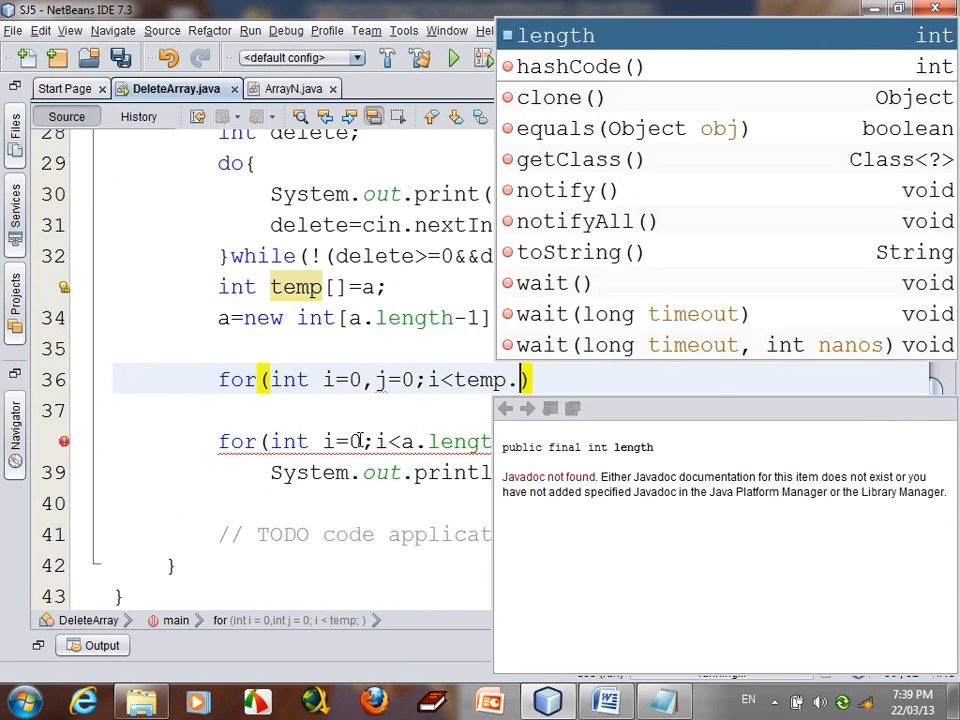 SJ5 - NetBeans IDE 7.3
File Edit View Navigate Source Refactor Run Debug Profile Team Tools Window
<default config>
Start Page DeleteArray.java ArrayN.java
Source History
Files
Services
Projects
Navigator
28 int delete;
29 do{
30 System.out.print(
31 delete=cin.nextIn
32 }while(!(delete>=0&&d
int temp[]=a;
34 a=new int[a.length-1]
35
36 for(int i=0,j=0;i<temp.)
37
for(int i=0;i<a.lengt
39 System.out.printl
40
41 // TODO code applicat
42 }
43 }
length int
hashCode() int
clone() Object
equals(Object obj) boolean
getClass() Class<?>
notify() void
notifyAll() void
toString() String
wait() void
wait(long timeout) void
wait(long timeout, int nanos) void
public final int length
Javadoc not found. Either Javadoc documentation for this item does not exist or you
have not added specified Javadoc in the Java Platform Manager or the Library Manager.
DeleteArray main for (int i = 0,int j = 0; i < temp; )
Output
EN
7:39 PM
22/03/13